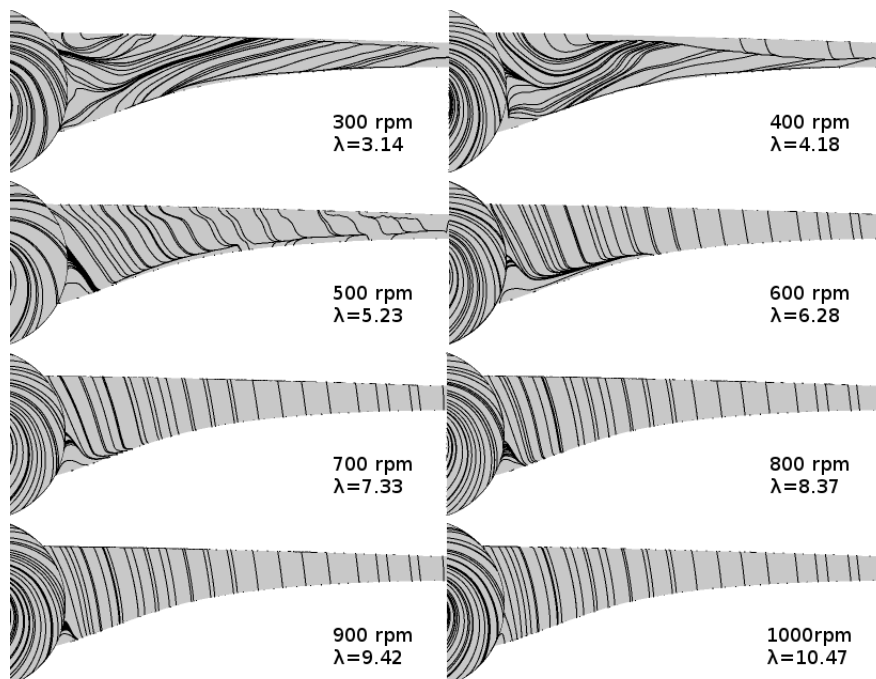 300 rpm
λ=3.14
400 rpm
λ=4.18
500 rpm
λ=5.23
600 rpm
λ=6.28
700 rpm
λ=7.33
800 rpm
λ=8.37
900 rpm
λ=9.42
1000rpm
λ=10.47